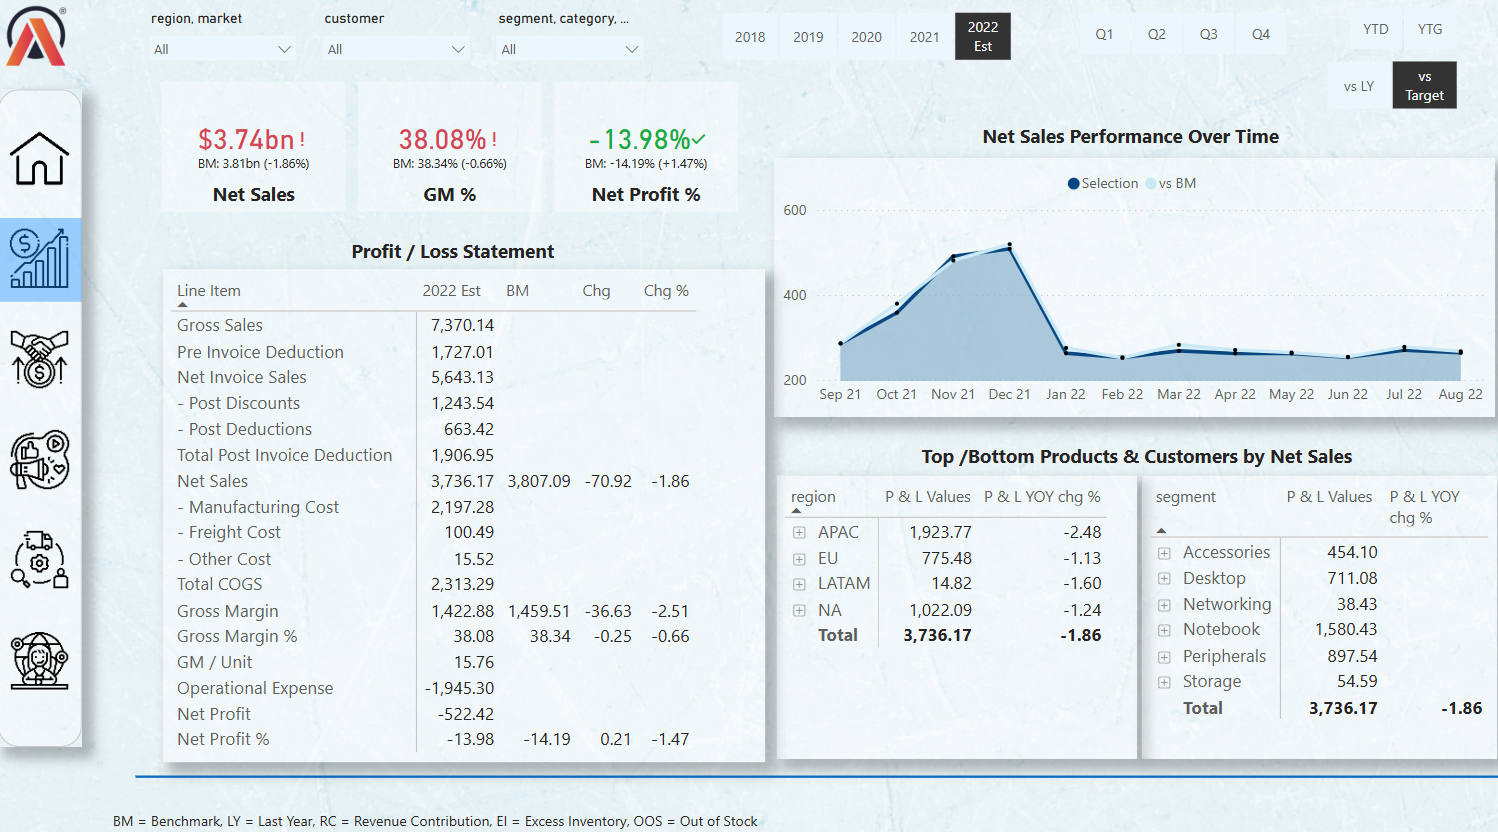 region, market
customer
segment, category, ...
All
All
All
2018
2019
2020
2021
2022
Est
Q1
Q2
Q3
Q4
YTD
YTG
vs LY
vs
Target
$3.74bn !
BM: 3.81bn (-1.86%)
Net Sales
38.08% !
BM: 38.34% (-0.66%)
GM %
-13.98%
BM: -14.19% (+1.47%)
Net Profit %
Profit / Loss Statement
Line Item 2022 Est BM Chg Chg %
Gross Sales 7,370.14
Pre Invoice Deduction 1,727.01
Net Invoice Sales 5,643.13
- Post Discounts 1,243.54
- Post Deductions 663.42
Total Post Invoice Deduction 1,906.95
Net Sales 3,736.17 3,807.09 -70.92 -1.86
- Manufacturing Cost 2,197.28
- Freight Cost 100.49
- Other Cost 15.52
Total COGS 2,313.29
Gross Margin 1,422.88 1,459.51 -36.63 -2.51
Gross Margin % 38.08 38.34 -0.25 -0.66
GM / Unit 15.76
Operational Expense -1,945.30
Net Profit -522.42
Net Profit % -13.98 -14.19 0.21 -1.47
Net Sales Performance Over Time
Selection vs BM
600
400
200
Sep 21 Oct 21 Nov 21 Dec 21 Jan 22 Feb 22 Mar 22 Apr 22 May 22 Jun 22 Jul 22 Aug 22
Top /Bottom Products & Customers by Net Sales
region P & L Values P & L YOY chg %
APAC 1,923.77 -2.48
EU 775.48 -1.13
LATAM 14.82 -1.60
NA 1,022.09 -1.24
Total 3,736.17 -1.86
segment P & L Values P & L YOY
chg %
Accessories 454.10
Desktop 711.08
Networking 38.43
Notebook 1,580.43
Peripherals 897.54
Storage 54.59
Total 3,736.17 -1.86
BM = Benchmark, LY = Last Year, RC = Revenue Contribution, EI = Excess Inventory, OOS = Out of Stock